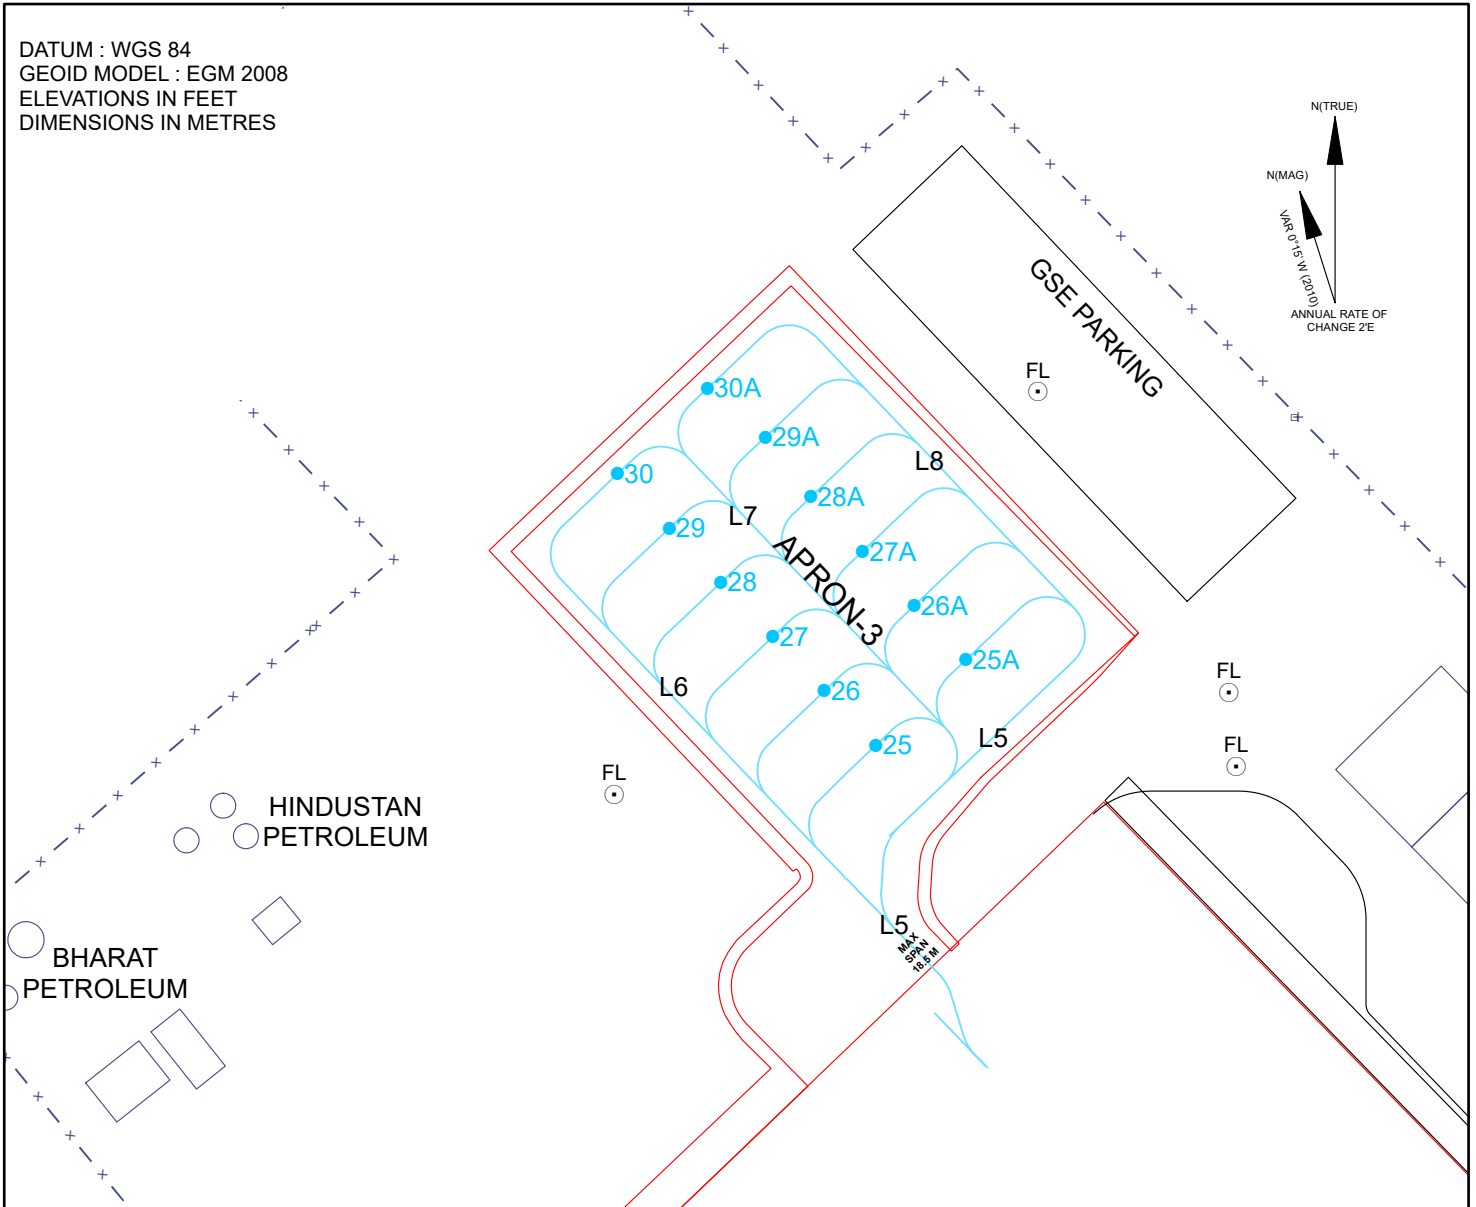 DATUM : WGS 84
GEOID MODEL : EGM 2008
ELEVATIONS IN FEET
DIMENSIONS IN METRES
N(TRUE)
N(MAG)
VAR 0°15' W (2010)
ANNUAL RATE OF
CHANGE 2'E
GSE PARKING
FL
30A
29A
L8
30
28A
L7
29
27A
APRON-3
28
26A
27
25A
L6
26
FL
L5
25
FL
FL
HINDUSTAN
PETROLEUM
L5
MAX
SPAN
18.5 M
BHARAT
PETROLEUM